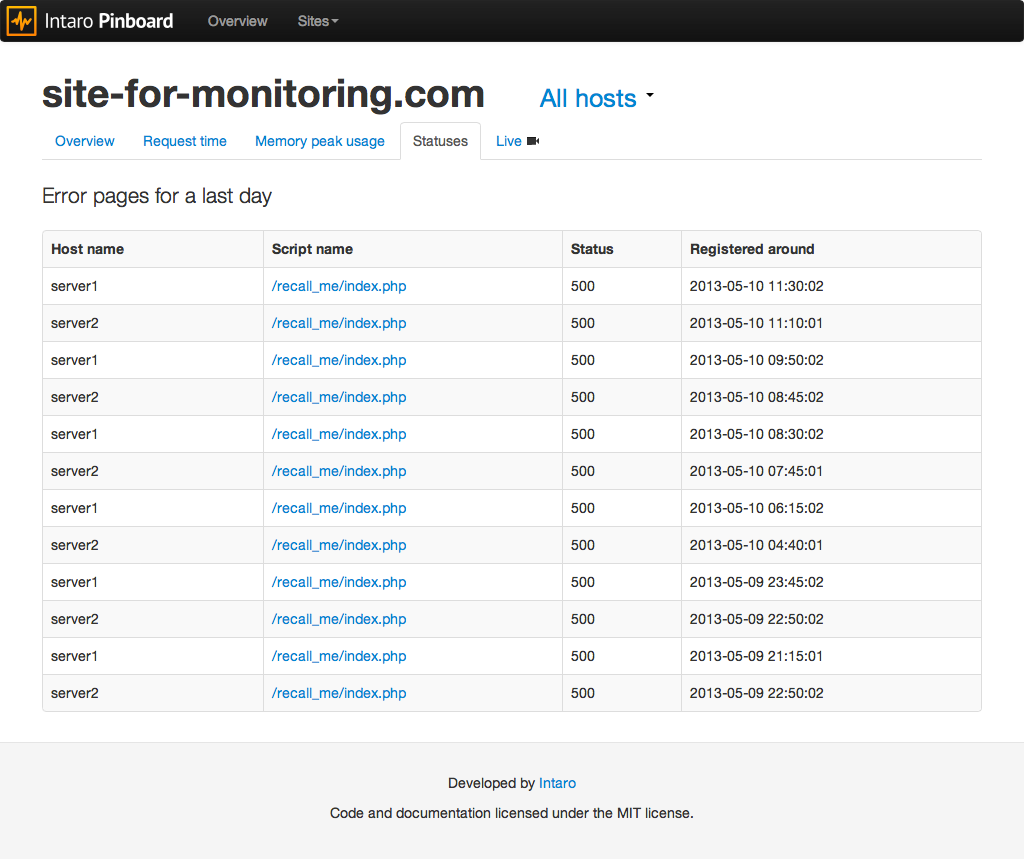 Intaro Pinboard Overview Sites
site-for-monitoring.com All hosts
Overview Request time Memory peak usage Statuses Live
Error pages for a last day
Host name Script name Status Registered around
server1 /recall_me/index.php 500 2013-05-10 11:30:02
server2 /recall_me/index.php 500 2013-05-10 11:10:01
server1 /recall_me/index.php 500 2013-05-10 09:50:02
server2 /recall_me/index.php 500 2013-05-10 08:45:02
server1 /recall_me/index.php 500 2013-05-10 08:30:02
server2 /recall_me/index.php 500 2013-05-10 07:45:01
server1 /recall_me/index.php 500 2013-05-10 06:15:02
server2 /recall_me/index.php 500 2013-05-10 04:40:01
server1 /recall_me/index.php 500 2013-05-09 23:45:02
server2 /recall_me/index.php 500 2013-05-09 22:50:02
server1 /recall_me/index.php 500 2013-05-09 21:15:01
server2 /recall_me/index.php 500 2013-05-09 22:50:02
Developed by Intaro
Code and documentation licensed under the MIT license.